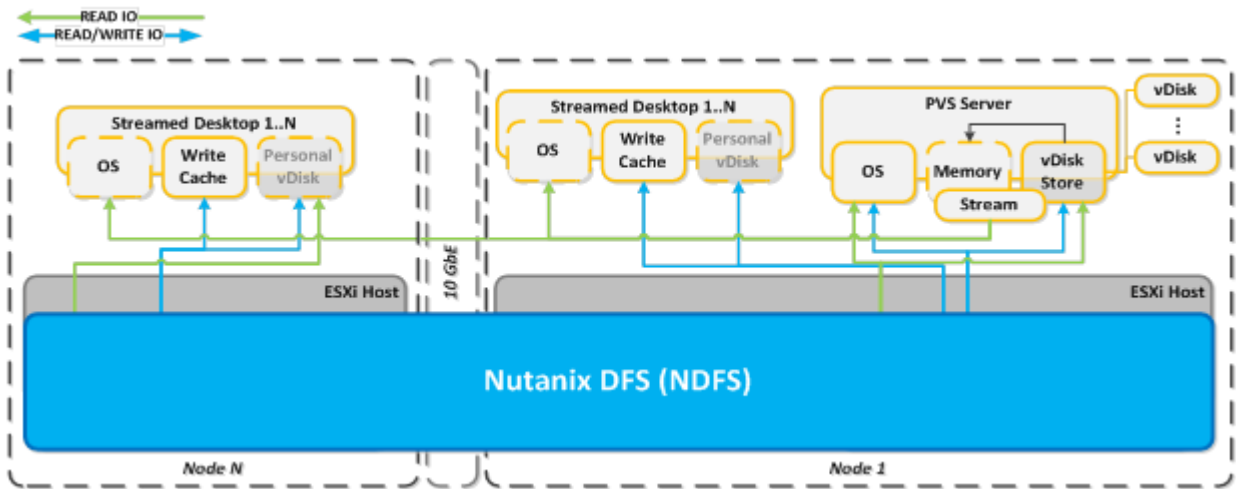 READ IO
READ/WRITE IO
Streamed Desktop 1..N
OS
Write
Cache
Personal
vDisk
ESXi Host
Node N
10 GbE
Streamed Desktop 1..N
OS
Write
Cache
Personal
vDisk
PVS Server
OS
Memory
vDisk
Store
Stream
vDisk
⋮
vDisk
ESXi Host
Nutanix DFS (NDFS)
Node 1